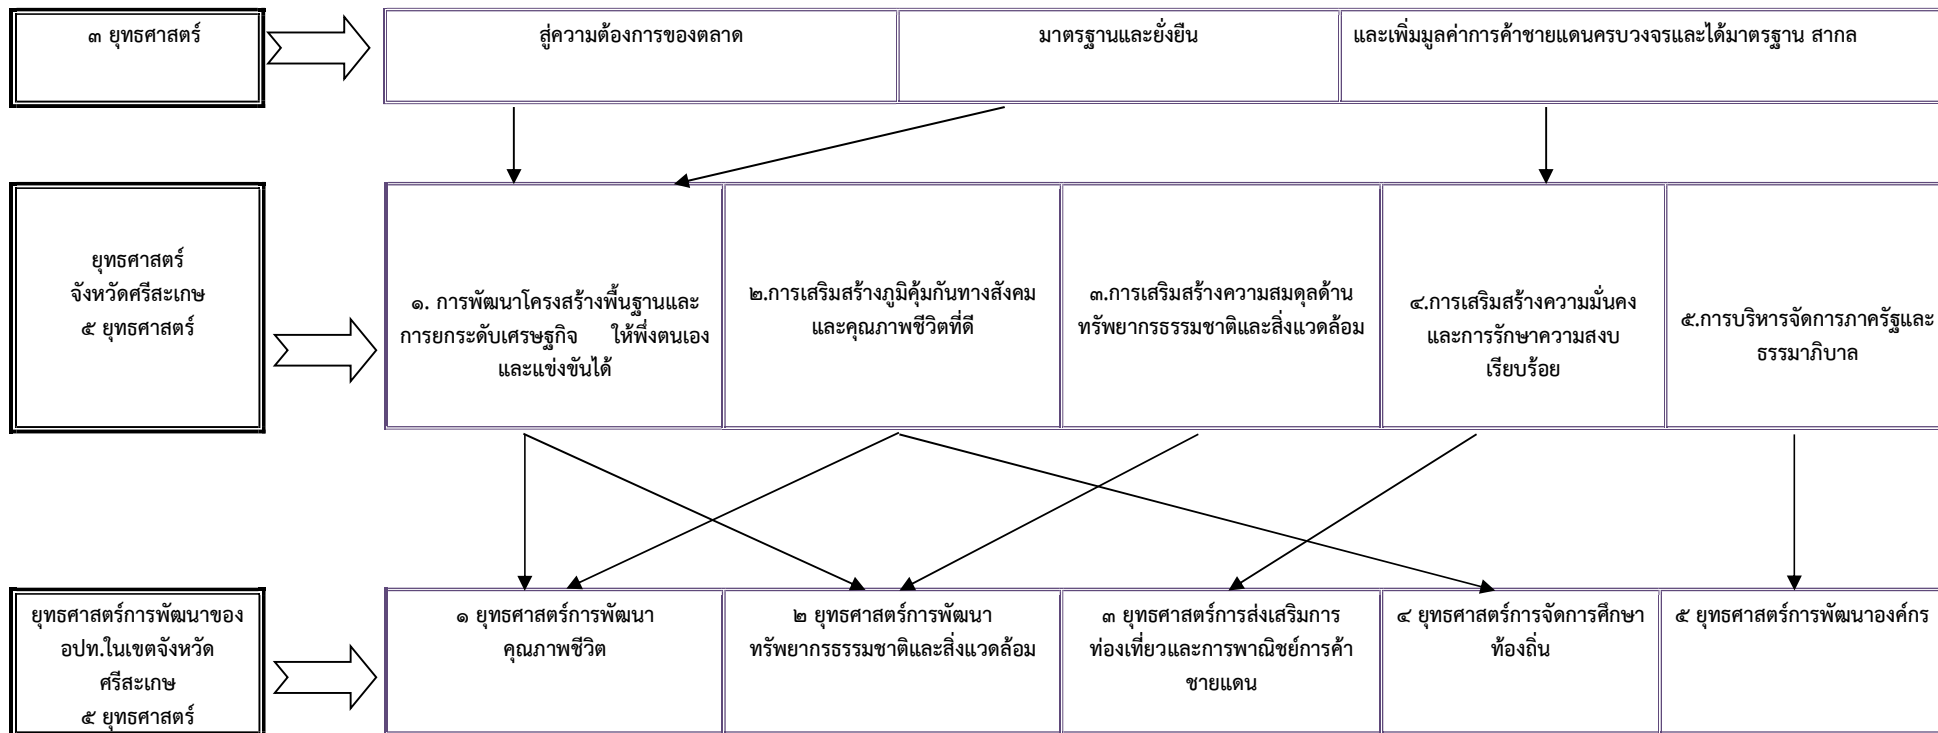 ๓ ยุทธศาสตร์
สู่ความต้องการของตลาด
มาตรฐานและยั่งยืน
และเพิ่มมูลค่าการค้าชายแดนครบวงจรและได้มาตรฐาน สากล
ยุทธศาสตร์
จังหวัดศรีสะเกษ
๕ ยุทธศาสตร์
๑. การพัฒนาโครงสร้างพื้นฐานและ
การยกระดับเศรษฐกิจ ให้พึ่งตนเอง
และแข่งขันได้
๒.การเสริมสร้างภูมิคุ้มกันทางสังคม
และคุณภาพชีวิตที่ดี
๓.การเสริมสร้างความสมดุลด้าน
ทรัพยากรธรรมชาติและสิ่งแวดล้อม
๔.การเสริมสร้างความมั่นคง
และการรักษาความสงบ
เรียบร้อย
๕.การบริหารจัดการภาครัฐและ
ธรรมาภิบาล
ยุทธศาสตร์การพัฒนาของ
อปท.ในเขตจังหวัด
ศรีสะเกษ
๕ ยุทธศาสตร์
๑ ยุทธศาสตร์การพัฒนา
คุณภาพชีวิต
๒ ยุทธศาสตร์การพัฒนา
ทรัพยากรธรรมชาติและสิ่งแวดล้อม
๓ ยุทธศาสตร์การส่งเสริมการ
ท่องเที่ยวและการพาณิชย์การค้า
ชายแดน
๔ ยุทธศาสตร์การจัดการศึกษา
ท้องถิ่น
๕ ยุทธศาสตร์การพัฒนาองค์กร